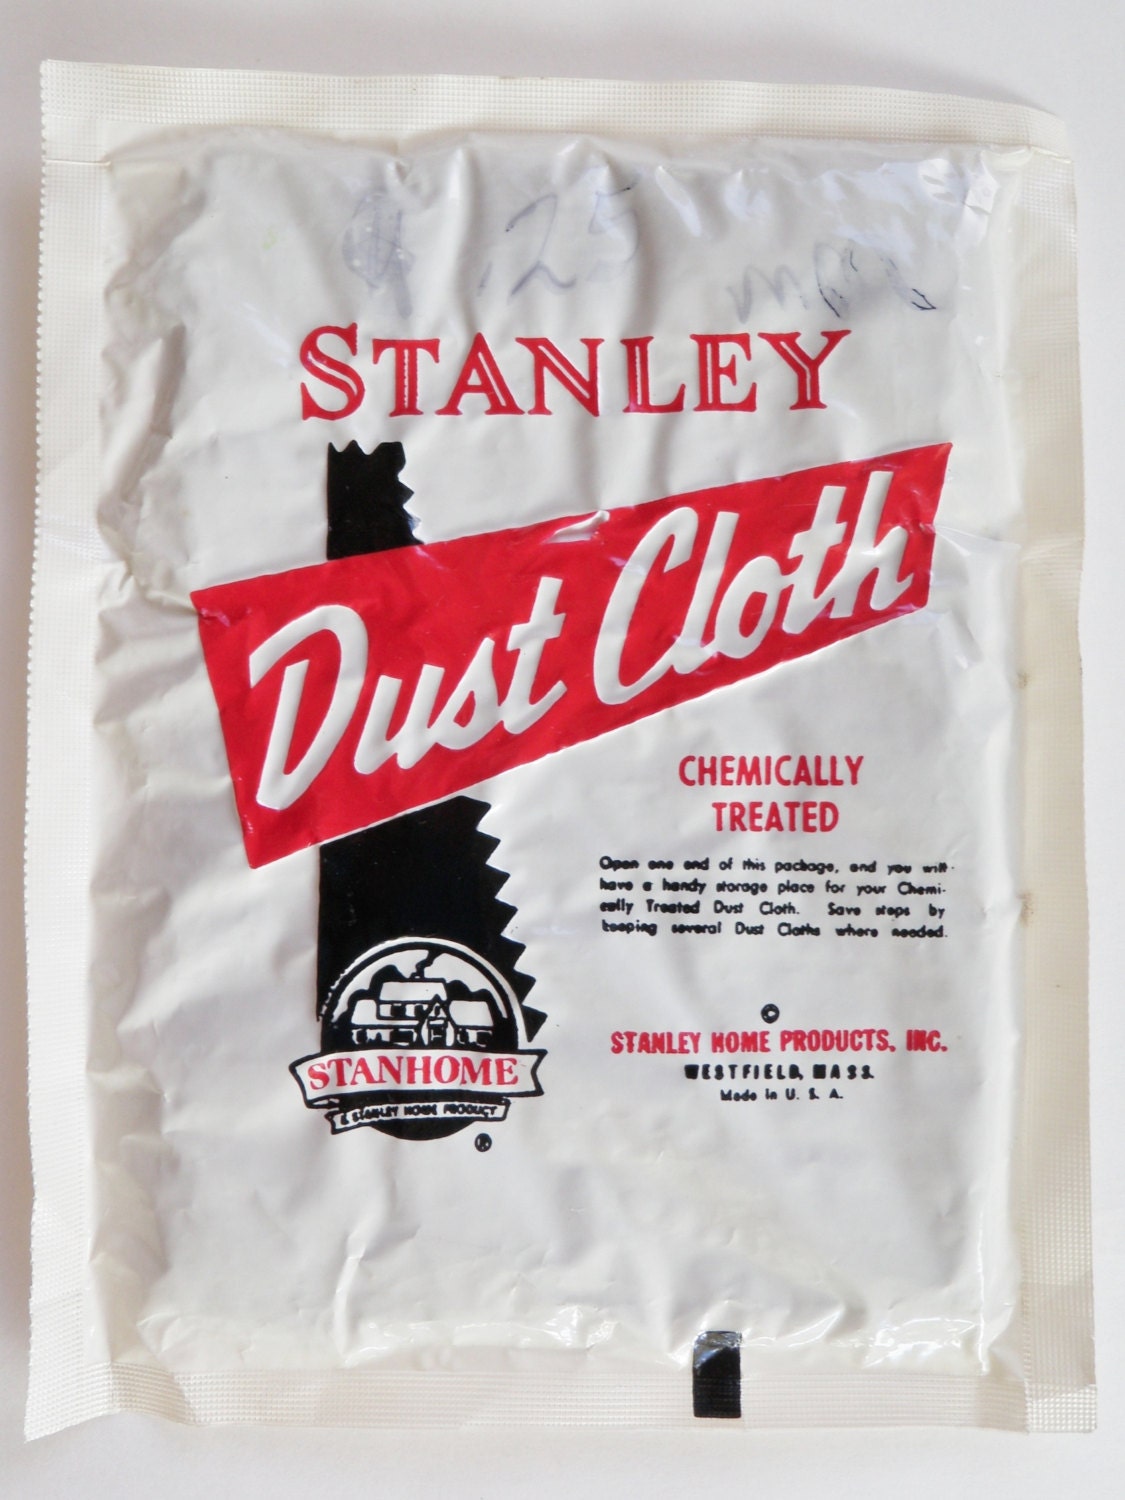 .25
STANLEY
Dust Cloth
CHEMICALLY
TREATED
Open one end of this package, and you will
have a handy storage place for your Chemi-
cally Treated Dust Cloth. Save steps by
keeping several Dust Cloths where needed.
©
STANLEY HOME PRODUCTS, INC.
WESTFIELD, MASS.
Made in U. S. A.
STANHOME
A STANLEY HOME PRODUCT
®